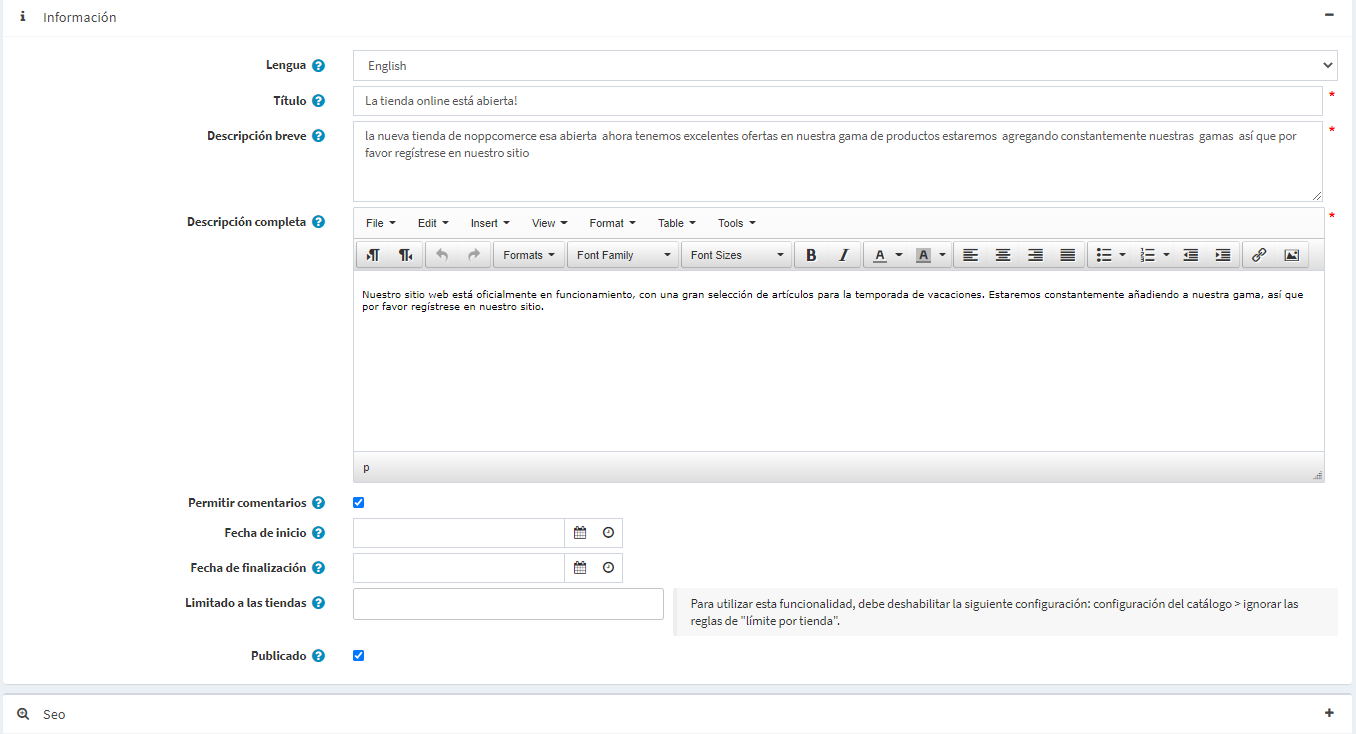 Información
Lengua English
Título La tienda online está abierta! *
Descripción breve la nueva tienda de noppcomerce esa abierta ahora tenemos excelentes ofertas en nuestra gama de productos estaremos agregando constantemente nuestras gamas así que por *
favor regístrese en nuestro sitio
Descripción completa File Edit Insert View Format Table Tools *
Formats Font Family Font Sizes B I A A
Nuestro sitio web está oficialmente en funcionamiento, con una gran selección de artículos para la temporada de vacaciones. Estaremos constantemente añadiendo a nuestra gama, así que
por favor regístrese en nuestro sitio.
p
Permitir comentarios
Fecha de inicio
Fecha de finalización
Limitado a las tiendas Para utilizar esta funcionalidad, debe deshabilitar la siguiente configuración: configuración del catálogo > ignorar las
reglas de "límite por tienda".
Publicado
Seo